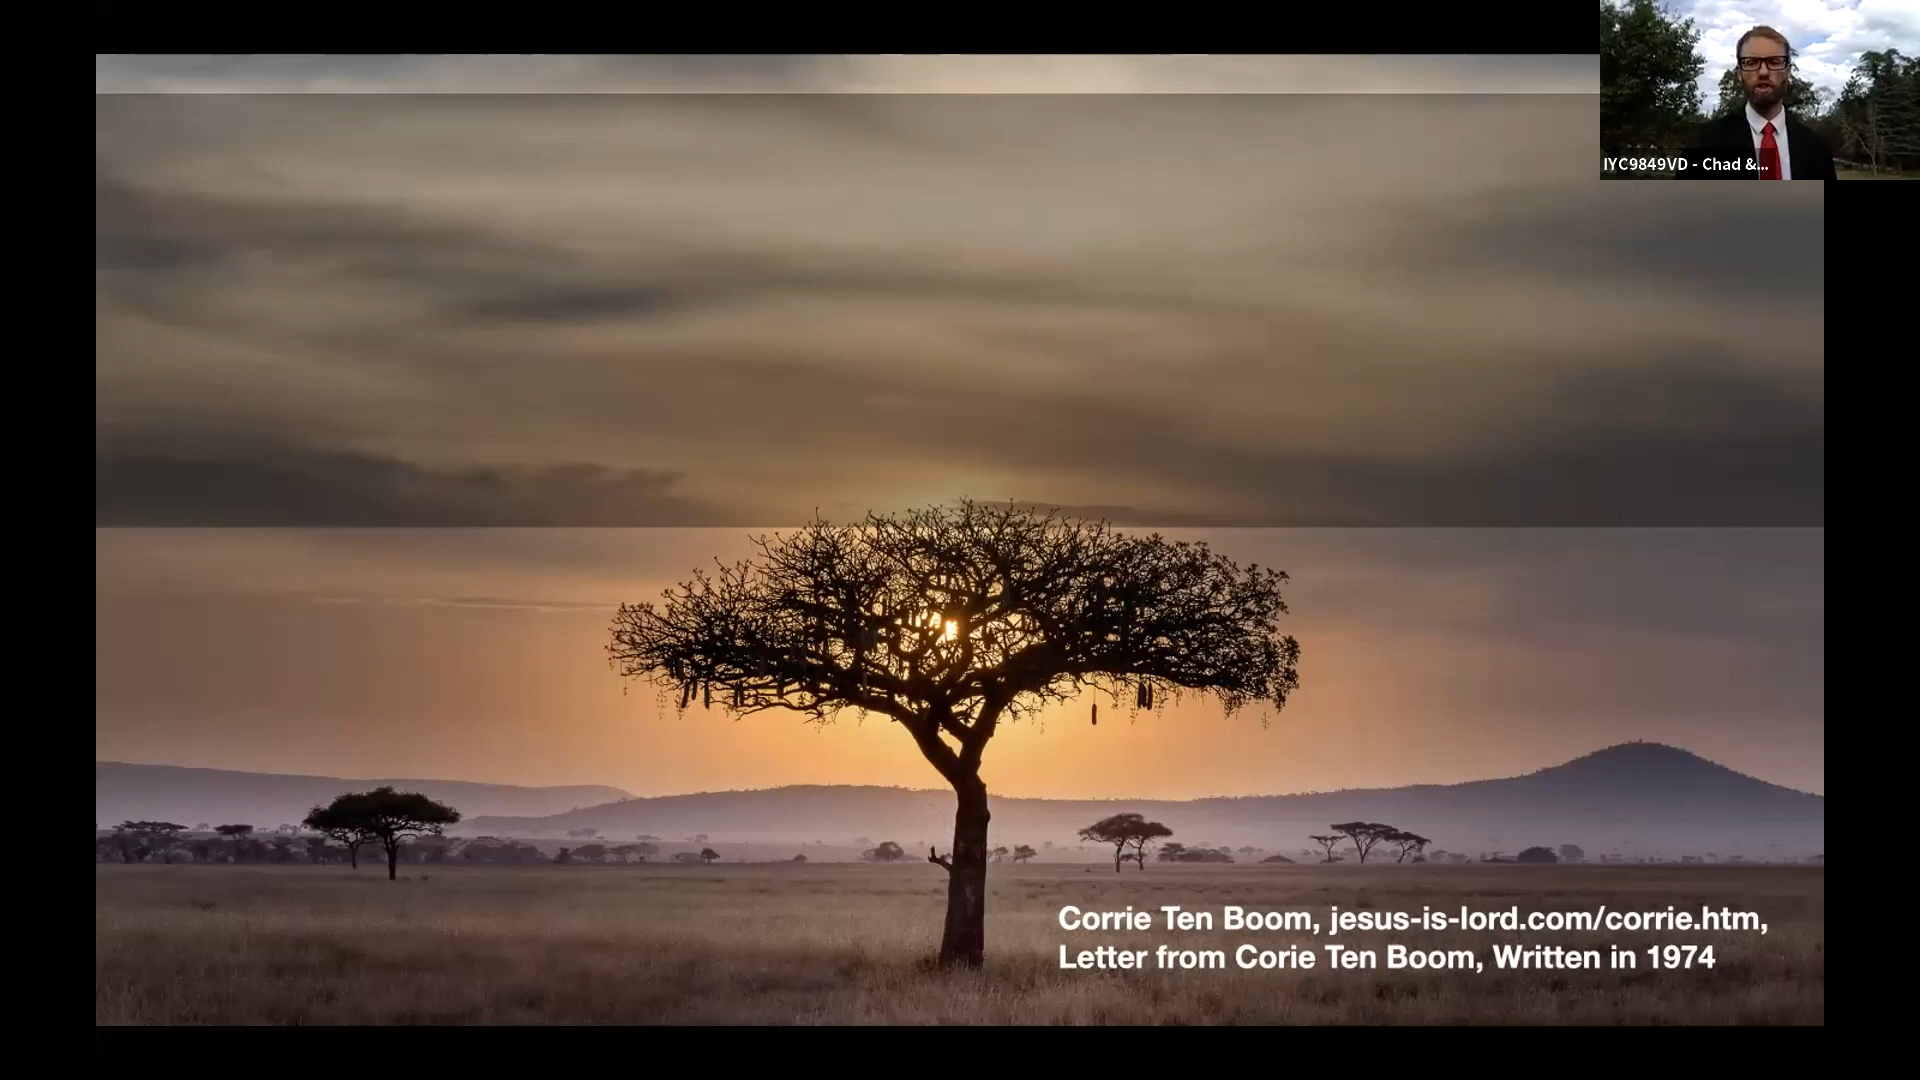 IYC9849VD - Chad &...
Corrie Ten Boom, jesus-is-lord.com/corrie.htm,
Letter from Corie Ten Boom, Written in 1974